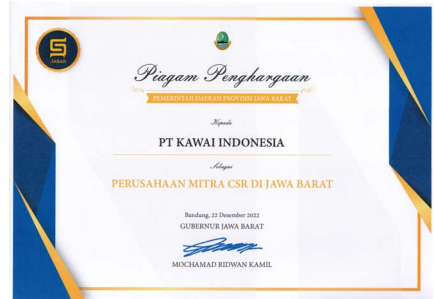 JABAR
Piagam Penghargaan
PEMERINTAH DAERAH PROVINSI JAWA BARAT
Kepada
PT KAWAI INDONESIA
Sebagai
PERUSAHAAN MITRA CSR DI JAWA BARAT
Bandung, 22 Desember 2022
GUBERNUR JAWA BARAT
MOCHAMAD RIDWAN KAMIL